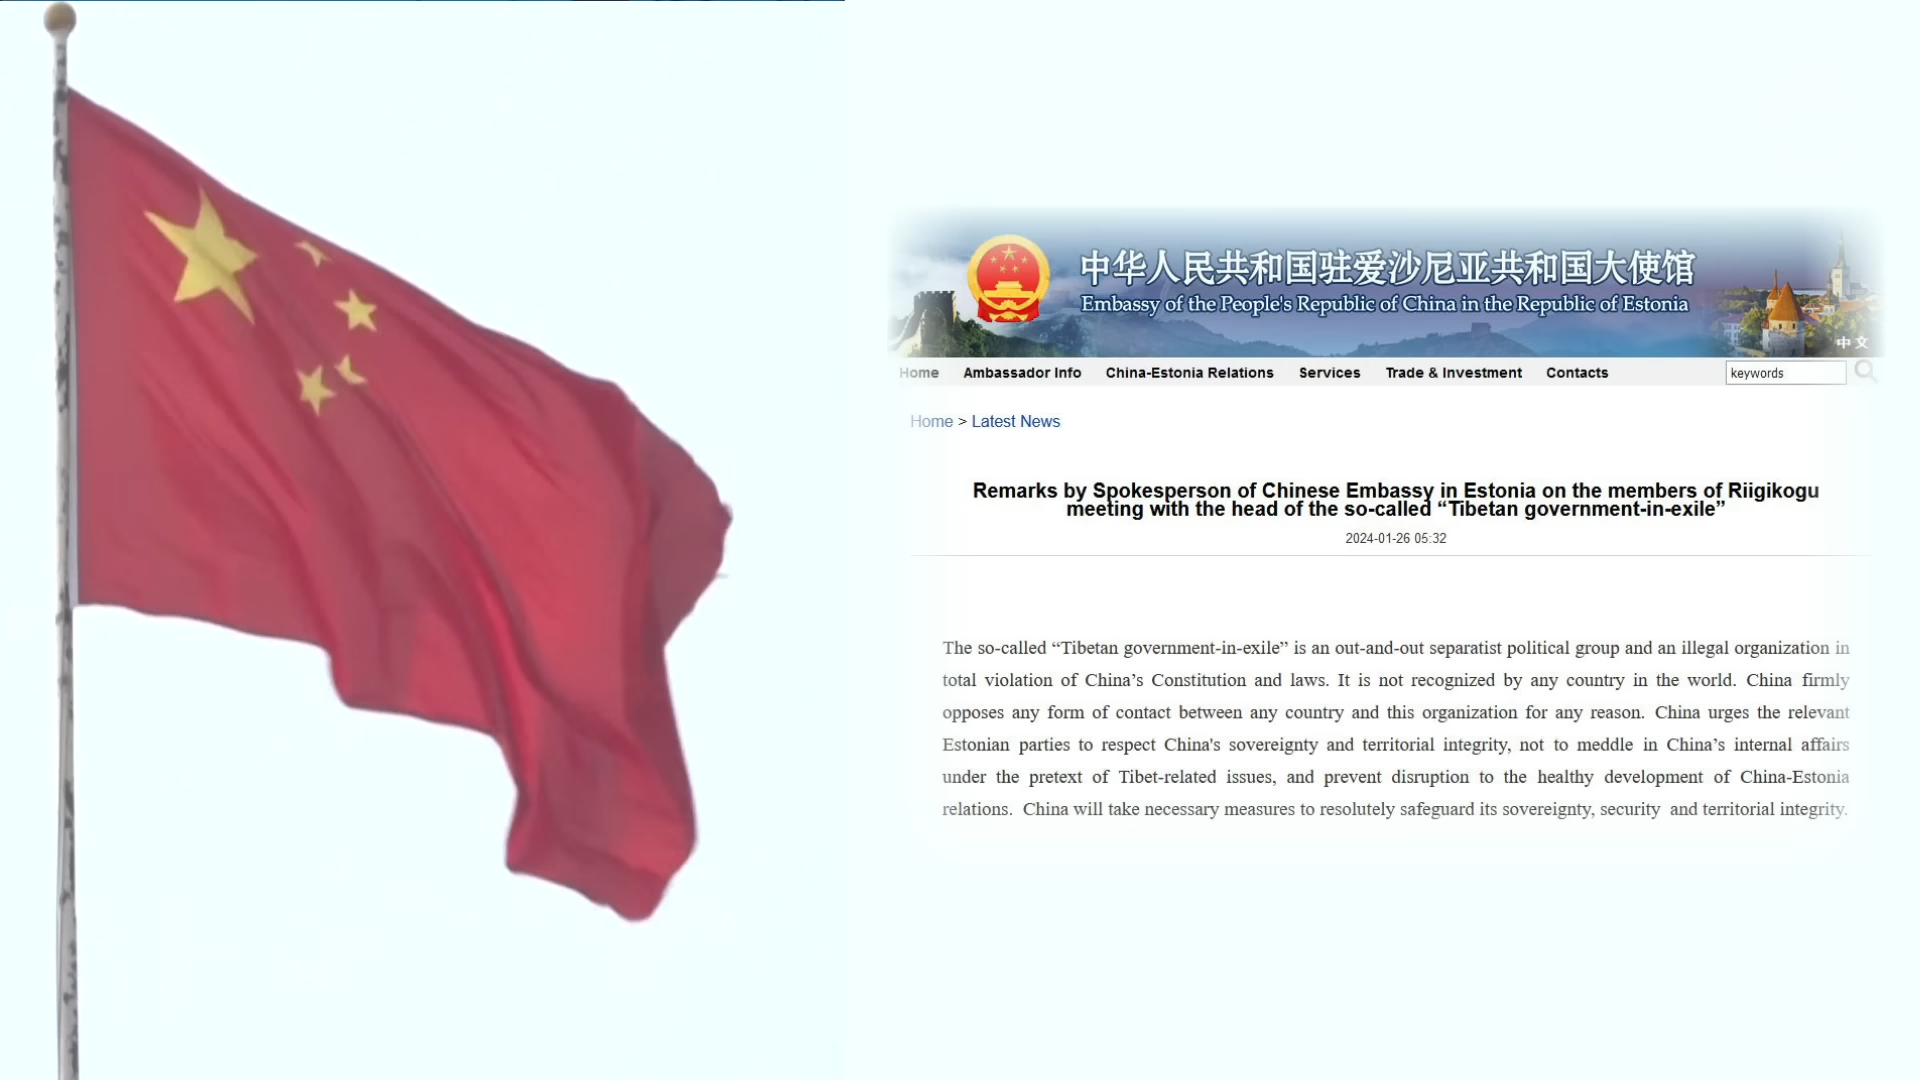 中华人民共和国驻爱沙尼亚共和国大使馆
Embassy of the People's Republic of China in the Republic of Estonia
中文
Home Ambassador Info China-Estonia Relations Services Trade & Investment Contacts keywords
Home > Latest News
Remarks by Spokesperson of Chinese Embassy in Estonia on the members of Riigikogu
meeting with the head of the so-called “Tibetan government-in-exile”
2024-01-26 05:32
The so-called “Tibetan government-in-exile” is an out-and-out separatist political group and an illegal organization in
total violation of China’s Constitution and laws. It is not recognized by any country in the world. China firmly
opposes any form of contact between any country and this organization for any reason. China urges the relevant
Estonian parties to respect China's sovereignty and territorial integrity, not to meddle in China’s internal affairs
under the pretext of Tibet-related issues, and prevent disruption to the healthy development of China-Estonia
relations. China will take necessary measures to resolutely safeguard its sovereignty, security and territorial integrity.